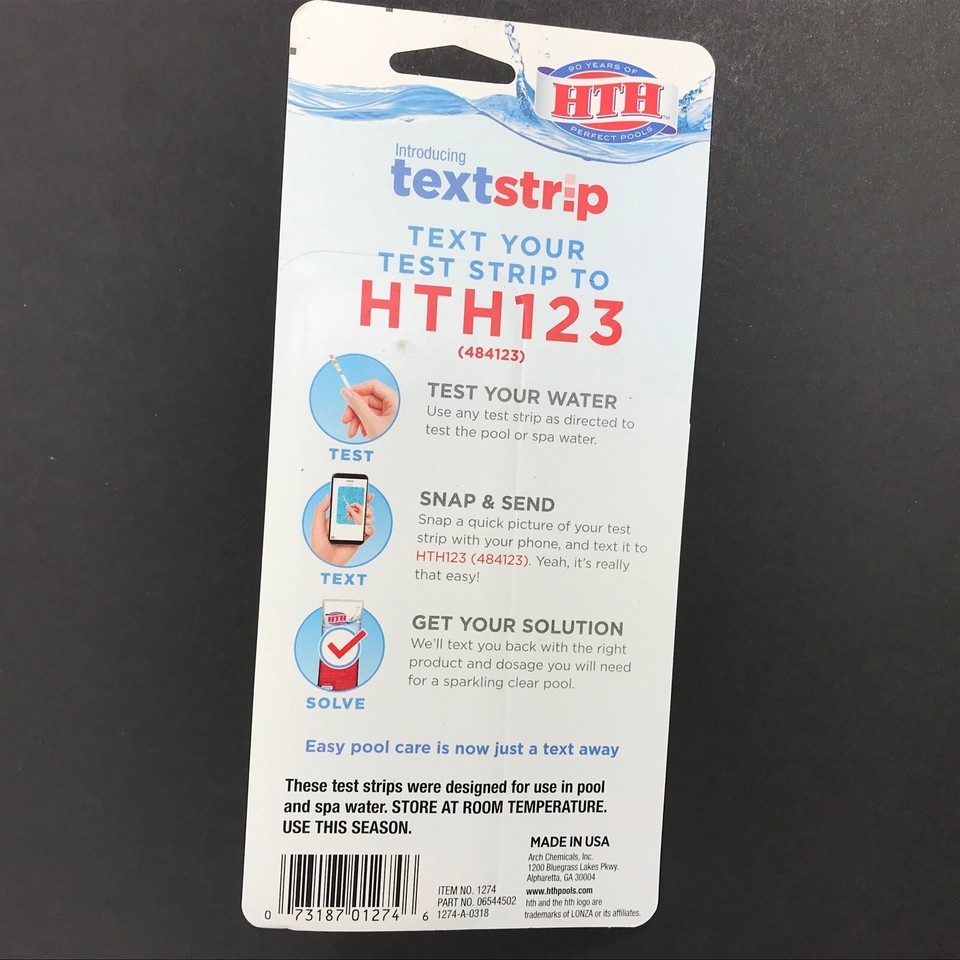 90 YEARS OF
HTH™
PERFECT POOLS
Introducing
textstrip
TEXT YOUR
TEST STRIP TO
HTH123
(484123)
TEST
TEST YOUR WATER
Use any test strip as directed to
test the pool or spa water.
TEXT
SNAP & SEND
Snap a quick picture of your test
strip with your phone, and text it to
HTH123 (484123). Yeah, it's really
that easy!
HTH
SOLVE
GET YOUR SOLUTION
We'll text you back with the right
product and dosage you will need
for a sparkling clear pool.
Easy pool care is now just a text away
These test strips were designed for use in pool
and spa water. STORE AT ROOM TEMPERATURE.
USE THIS SEASON.
0 73187 01274 6
ITEM NO. 1274
PART NO. 06544502
1274-A-0318
MADE IN USA
Arch Chemicals, Inc.
1200 Bluegrass Lakes Pkwy.
Alpharetta, GA 30004
www.hthpools.com
hth and the hth logo are
trademarks of LONZA or its affiliates.